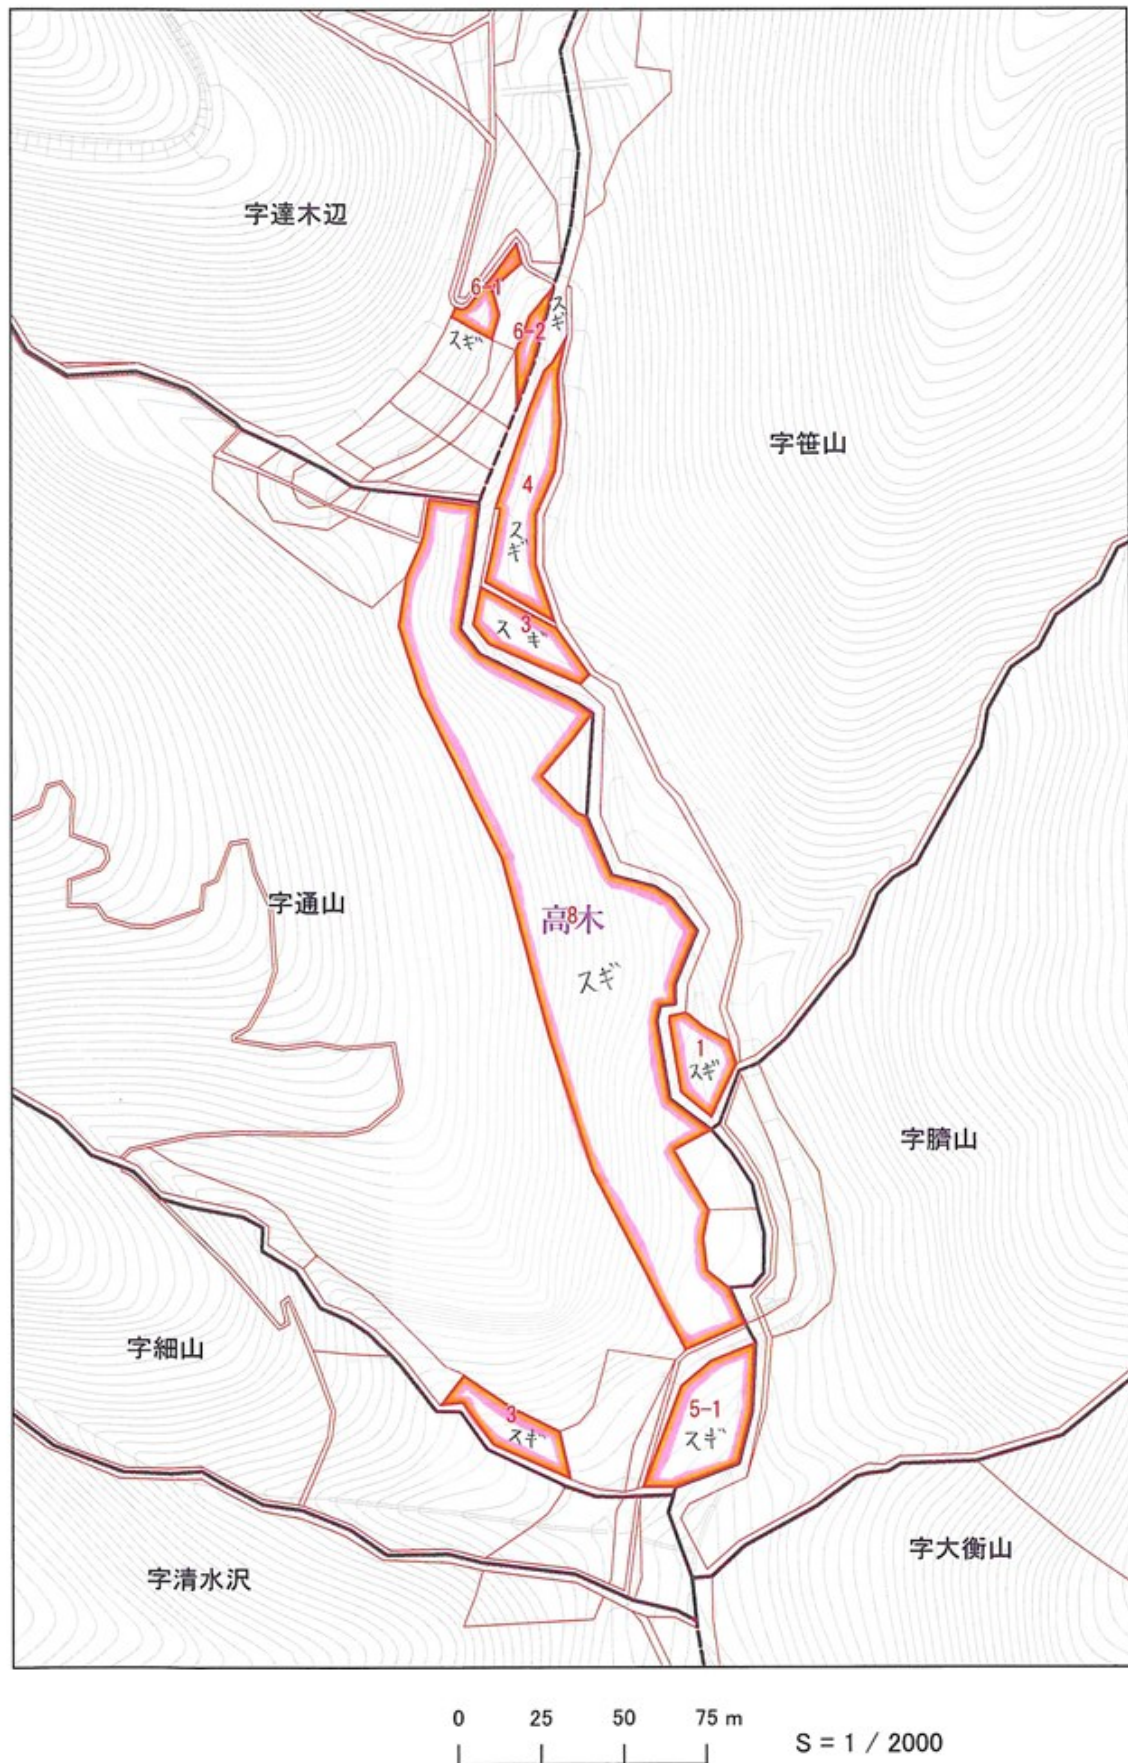 字達木辺
6-1
スギ
6-2
スギ
字笹山
4
スギ
3
スギ
字通山
高木
8
スギ
1
スギ
字臍山
字細山
3
スギ
5-1
スギ
字大衡山
字清水沢
0 25 50 75 m
S = 1 / 2000